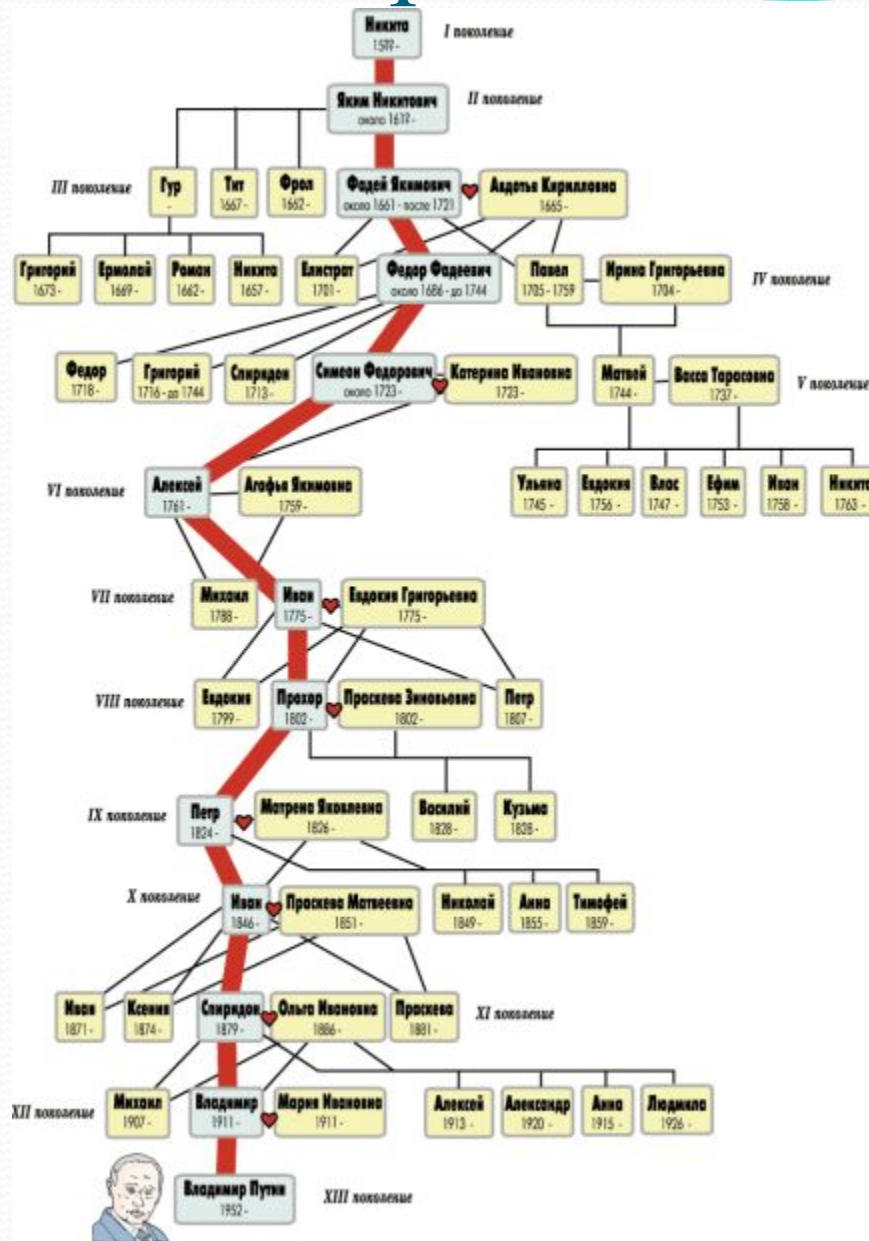 Никита
15??-
I поколение
Яким Никитович
около 161?-
II поколение
III поколение
Гур
-
Тит
1667-
Фрол
1662-
Фадей Якимович
около 1661-после 1721
Авдотья Кирилловна
1665-
Григорий
1673-
Ермолай
1669-
Роман
1662-
Никита
1657-
Елистрат
1701-
Федор Фадеевич
около 1686-до 1744
Павел
1705-1759
Ирина Григорьевна
1704-
IV поколение
Федор
1718-
Григорий
1716-до 1744
Спиридон
1713-
Симеон Федорович
около 1723-
Катерина Ивановна
1723-
Матвей
1744-
Васса Тарасовна
1737-
V поколение
VI поколение
Алексей
1761-
Агафья Якимовна
1759-
Ульяна
1745 -
Евдокия
1756 -
Влас
1747 -
Ефим
1753 -
Иван
1758 -
Никита
1763 -
VII поколение
Михаил
1788-
Иван
1775-
Евдокия Григорьевна
1775-
VIII поколение
Евдокия
1799-
Прохор
1802-
Праскева Зиновьевна
1802-
Петр
1807-
IX поколение
Петр
1824-
Матрена Яковлевна
1826-
Василий
1828-
Кузьма
1828-
X поколение
Иван
1846-
Праскева Матвеевна
1851-
Николай
1849-
Анна
1855-
Тимофей
1859-
Иван
1871-
Ксения
1874-
Спиридон
1879-
Ольга Ивановна
1886-
Праскева
1881-
XI поколение
XII поколение
Михаил
1907-
Владимир
1911-
Мария Ивановна
1911-
Алексей
1913 -
Александр
1920 -
Анна
1915 -
Людмила
1926 -
Владимир Путин
1952-
XIII поколение